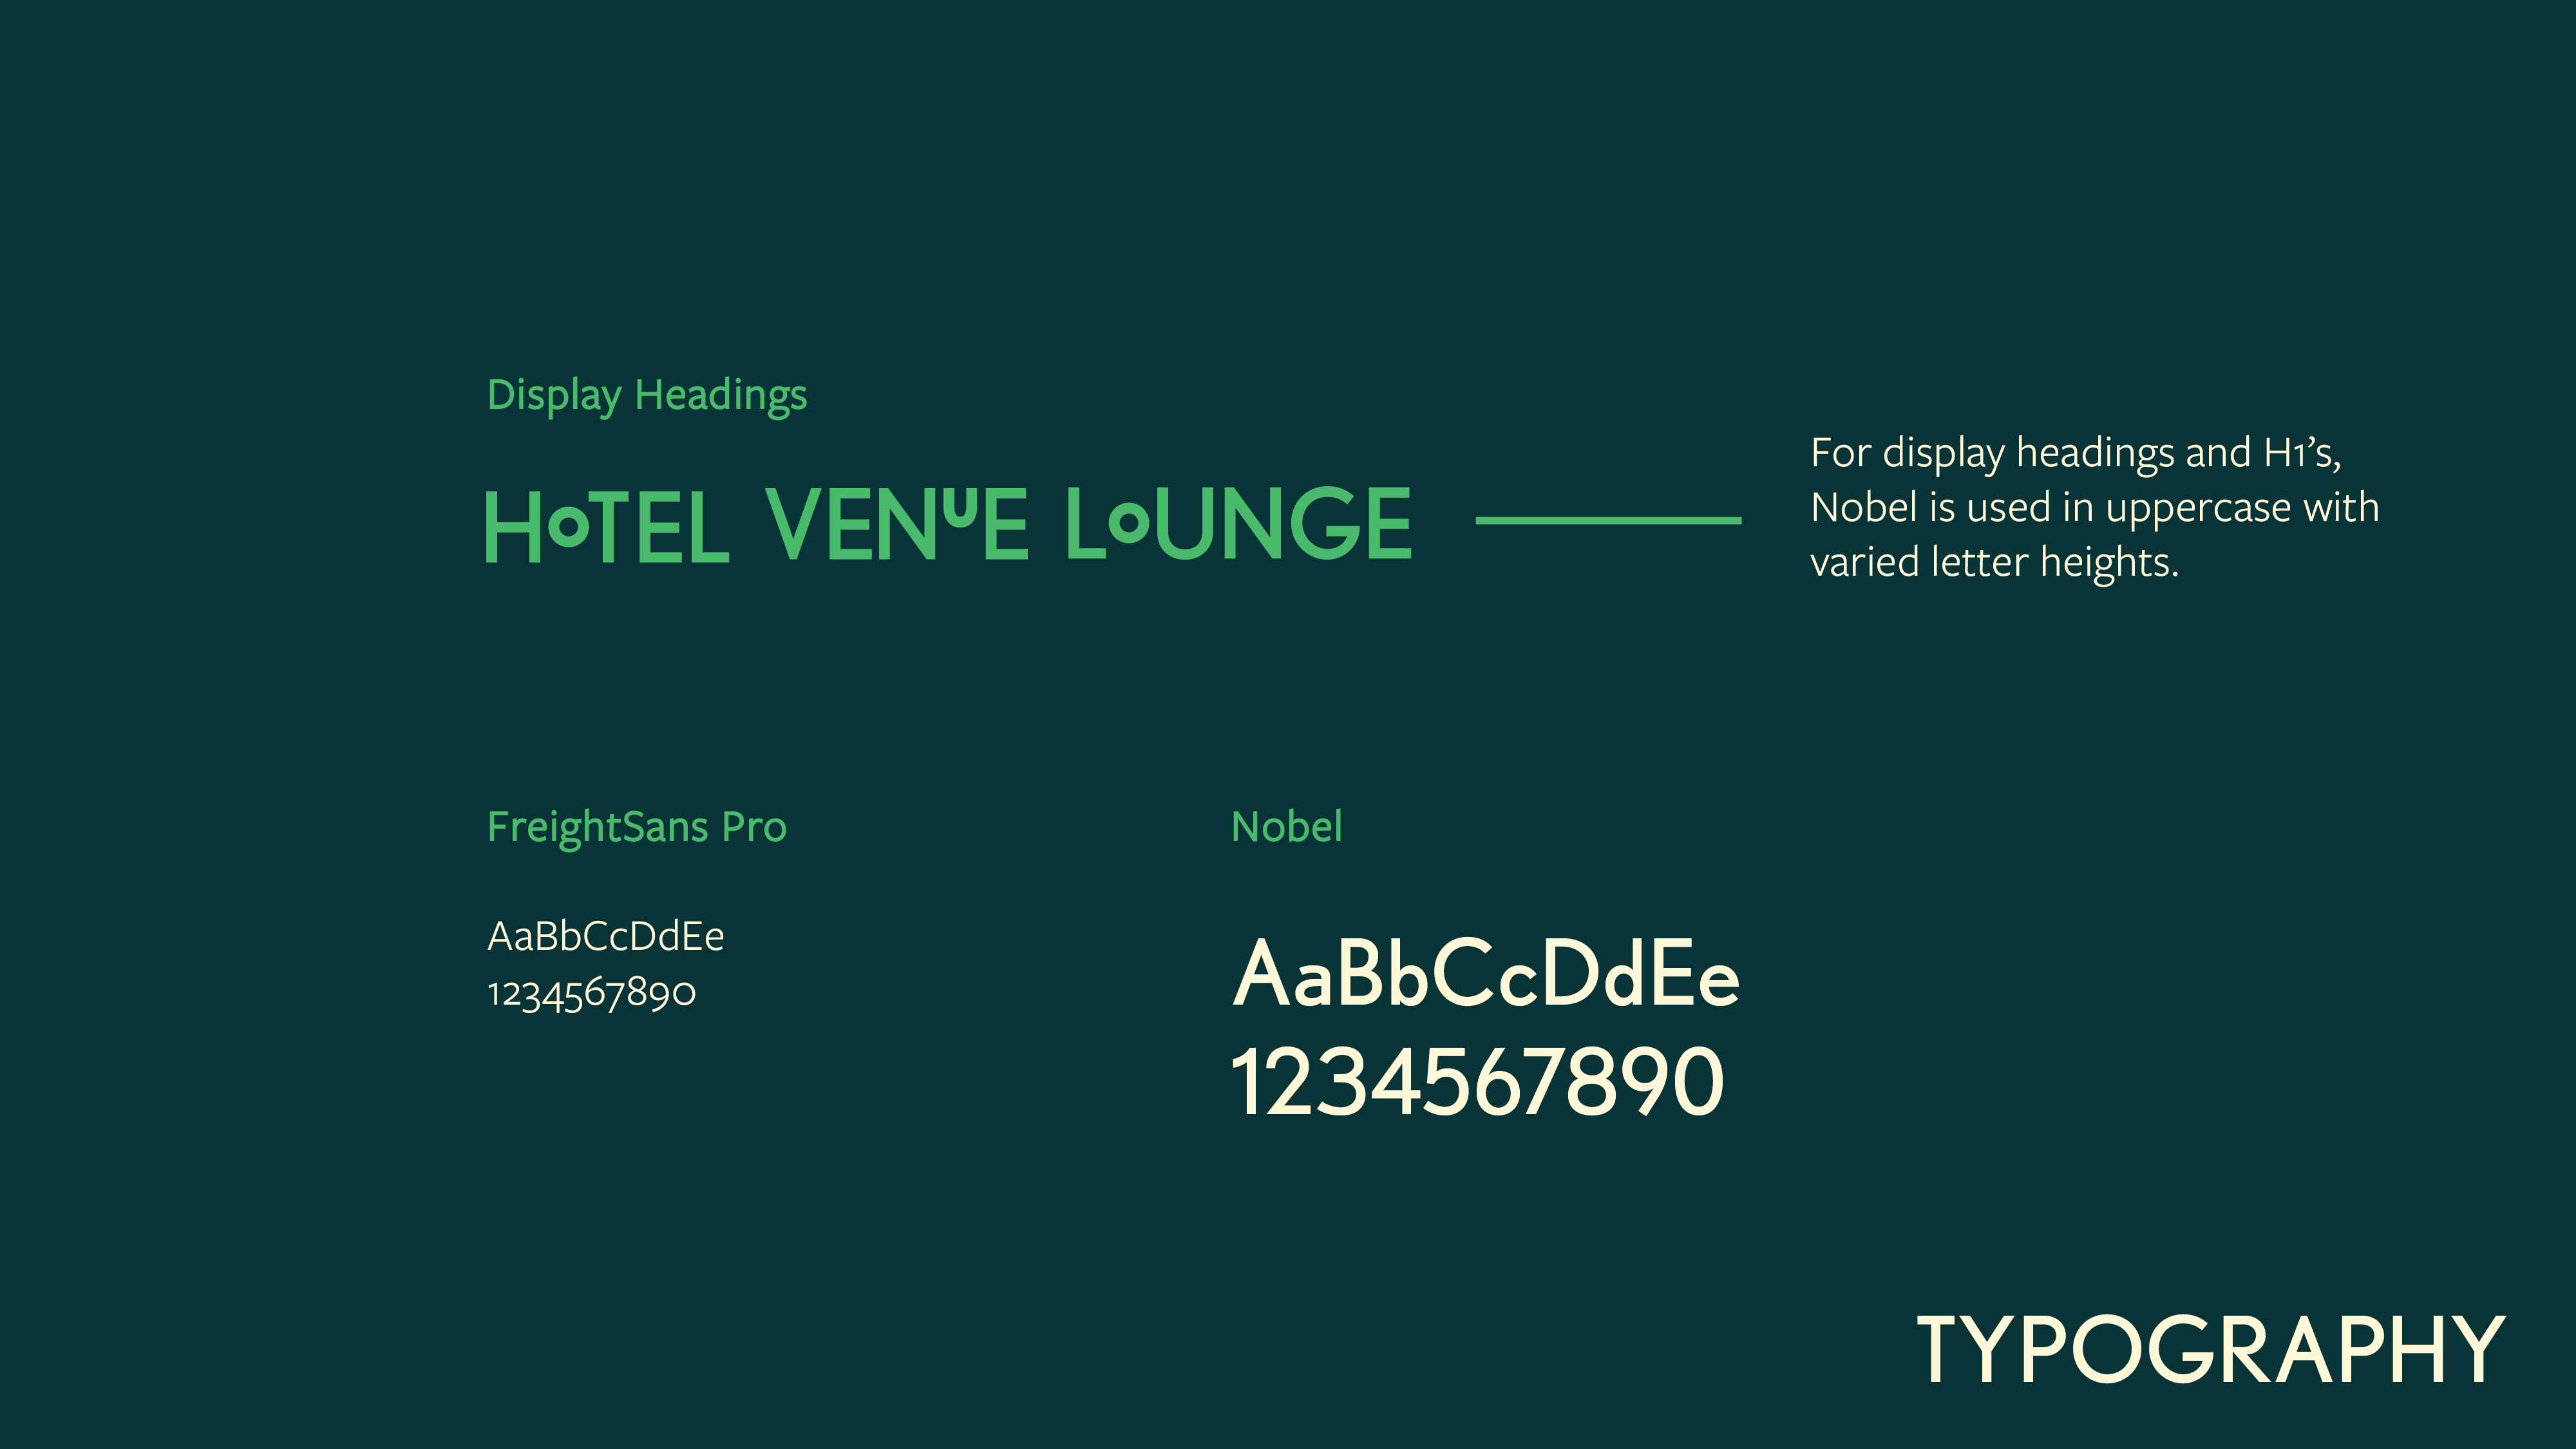 Display Headings
HOTEL VENUE LOUNGE
For display headings and H1’s,
Nobel is used in uppercase with
varied letter heights.
FreightSans Pro
AaBbCcDdEe
1234567890
Nobel
AaBbCcDdEe
1234567890
TYPOGRAPHY